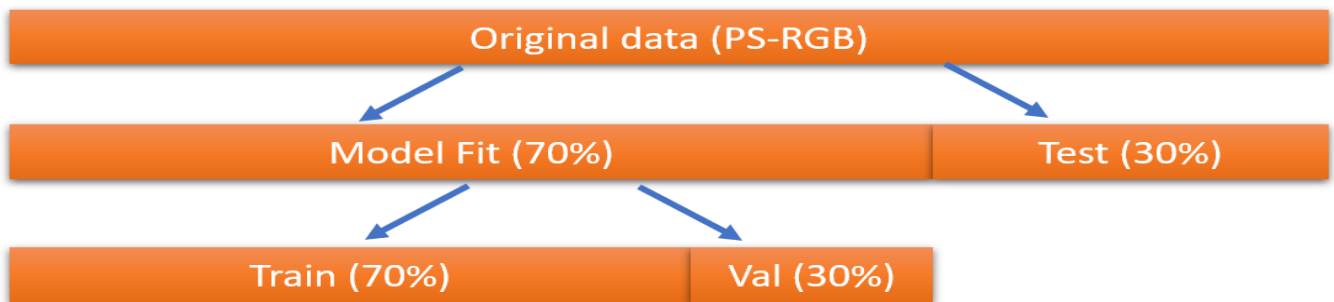 Original data (PS-RGB)
Model Fit (70%)
Test (30%)
Train (70%)
Val (30%)